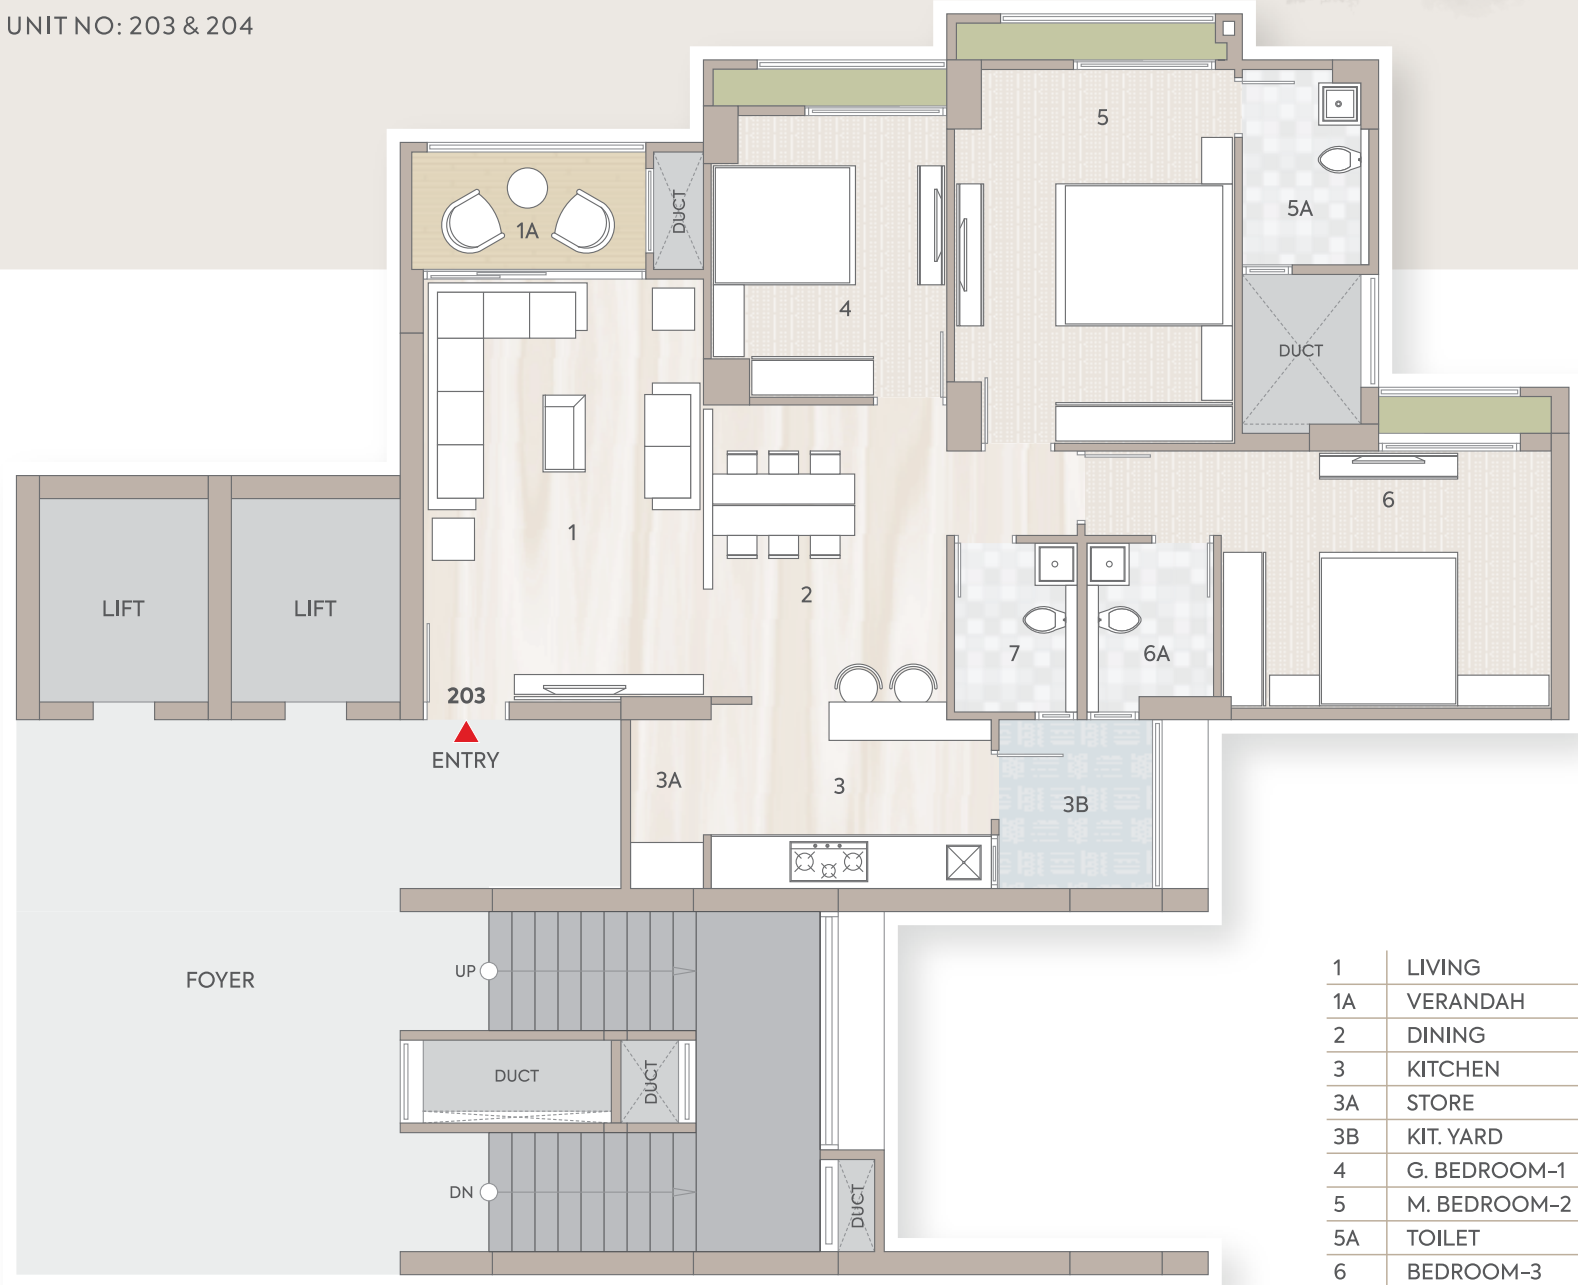 UNIT NO: 203 & 204
5
5A
DUCT
1A
4
DUCT
6
1
2
LIFT
LIFT
7
6A
203
ENTRY
3A
3
3B
FOYER
UP
DUCT
DUCT
DN
DUCT
1 LIVING
1A VERANDAH
2 DINING
3 KITCHEN
3A STORE
3B KIT. YARD
4 G. BEDROOM-1
5 M. BEDROOM-2
5A TOILET
6 BEDROOM-3